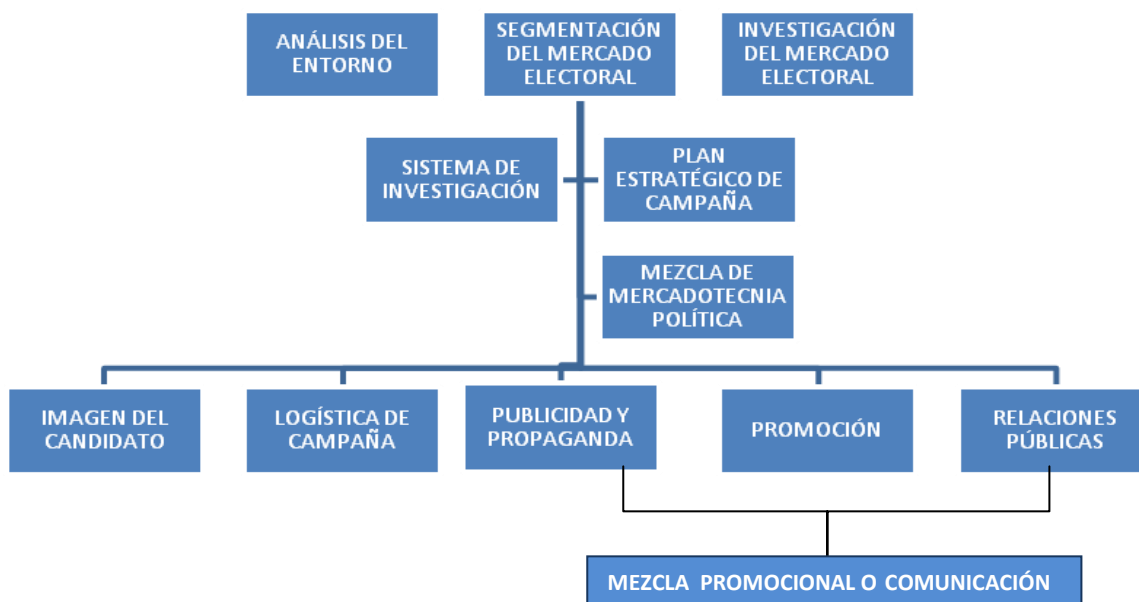 ANÁLISIS DEL
ENTORNO
SEGMENTACIÓN
DEL MERCADO
ELECTORAL
INVESTIGACIÓN
DEL MERCADO
ELECTORAL
SISTEMA DE
INVESTIGACIÓN
PLAN
ESTRATÉGICO DE
CAMPAÑA
MEZCLA DE
MERCADOTECNIA
POLÍTICA
IMAGEN DEL
CANDIDATO
LOGÍSTICA DE
CAMPAÑA
PUBLICIDAD Y
PROPAGANDA
PROMOCIÓN
RELACIONES
PÚBLICAS
MEZCLA PROMOCIONAL O COMUNICACIÓN